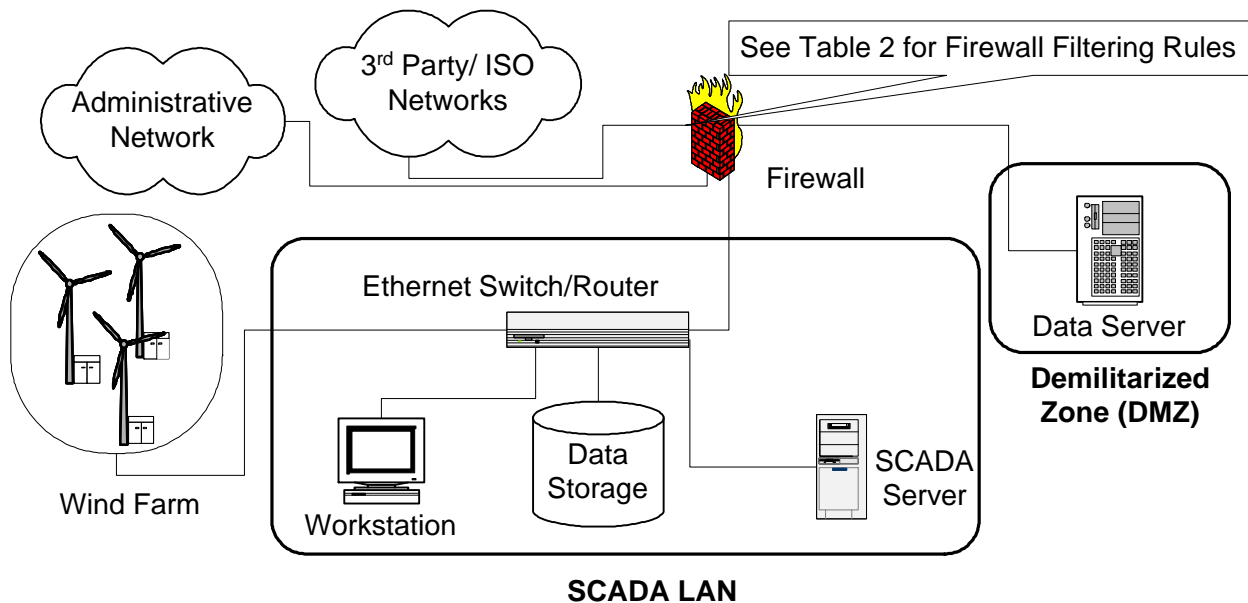 See Table 2 for Firewall Filtering Rules
3rd Party/ ISO
Networks
Administrative
Network
Firewall
Ethernet Switch/Router
Data Server
Demilitarized
Zone (DMZ)
Wind Farm
Workstation
Data
Storage
SCADA
Server
SCADA LAN